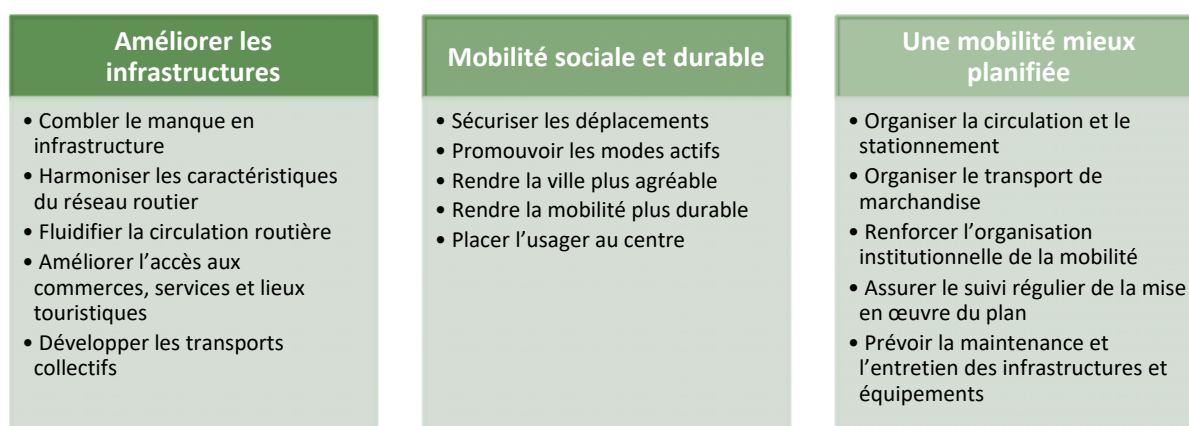 Améliorer les
infrastructures
• Combler le manque en
infrastructure
• Harmoniser les caractéristiques
du réseau routier
• Fluidifier la circulation routière
• Améliorer l’accès aux
commerces, services et lieux
touristiques
• Développer les transports
collectifs
Mobilité sociale et durable
• Sécuriser les déplacements
• Promouvoir les modes actifs
• Rendre la ville plus agréable
• Rendre la mobilité plus durable
• Placer l’usager au centre
Une mobilité mieux
planifiée
• Organiser la circulation et le
stationnement
• Organiser le transport de
marchandise
• Renforcer l’organisation
institutionnelle de la mobilité
• Assurer le suivi régulier de la mise
en œuvre du plan
• Prévoir la maintenance et
l’entretien des infrastructures et
équipements